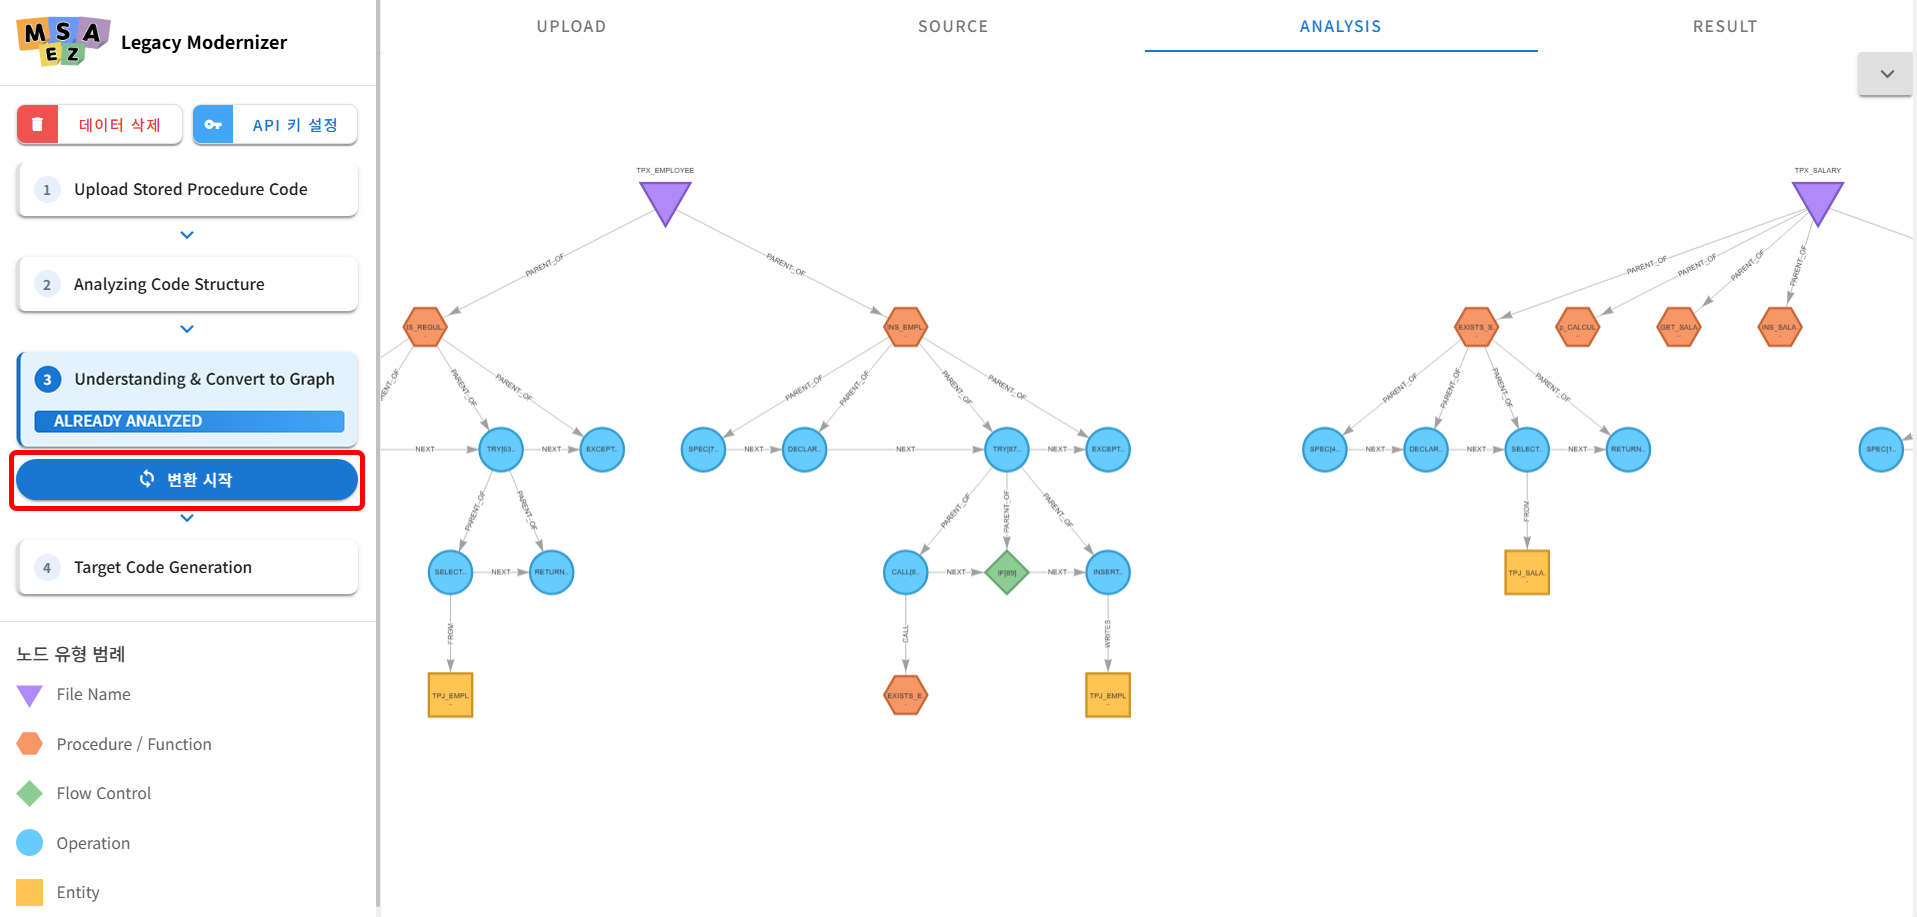 MSA
EZ
Legacy Modernizer
UPLOAD
SOURCE
ANALYSIS
RESULT
데이터 삭제
API 키 설정
1 Upload Stored Procedure Code
2 Analyzing Code Structure
3 Understanding & Convert to Graph
ALREADY ANALYZED
변환 시작
4 Target Code Generation
노드 유형 범례
File Name
Procedure / Function
Flow Control
Operation
Entity
TPX_EMPLOYEE
TPX_SALARY
PARENT_OF
PARENT_OF
PARENT_OF
PARENT_OF
PARENT_OF
PARENT_OF
IS_REGUL..
INS_EMPL..
EXISTS_S..
p_CALCUL..
GET_SALA..
INS_SALA..
PARENT_OF
PARENT_OF
PARENT_OF
PARENT_OF
PARENT_OF
PARENT_OF
PARENT_OF
PARENT_OF
PARENT_OF
PARENT_OF
NEXT
TRY[63..
NEXT
EXCEPT..
SPEC[7..
NEXT
DECLAR..
NEXT
TRY[87..
NEXT
EXCEPT..
SPEC[4..
NEXT
DECLAR..
NEXT
SELECT..
NEXT
RETURN..
SPEC[1..
PARENT_OF
PARENT_OF
PARENT_OF
PARENT_OF
PARENT_OF
FROM
SELECT..
NEXT
RETURN..
CALL[8..
NEXT
IF[89]
NEXT
INSERT..
TPJ_SALA..
FROM
CALL
WRITES
TPJ_EMPL..
EXISTS_E..
TPJ_EMPL..